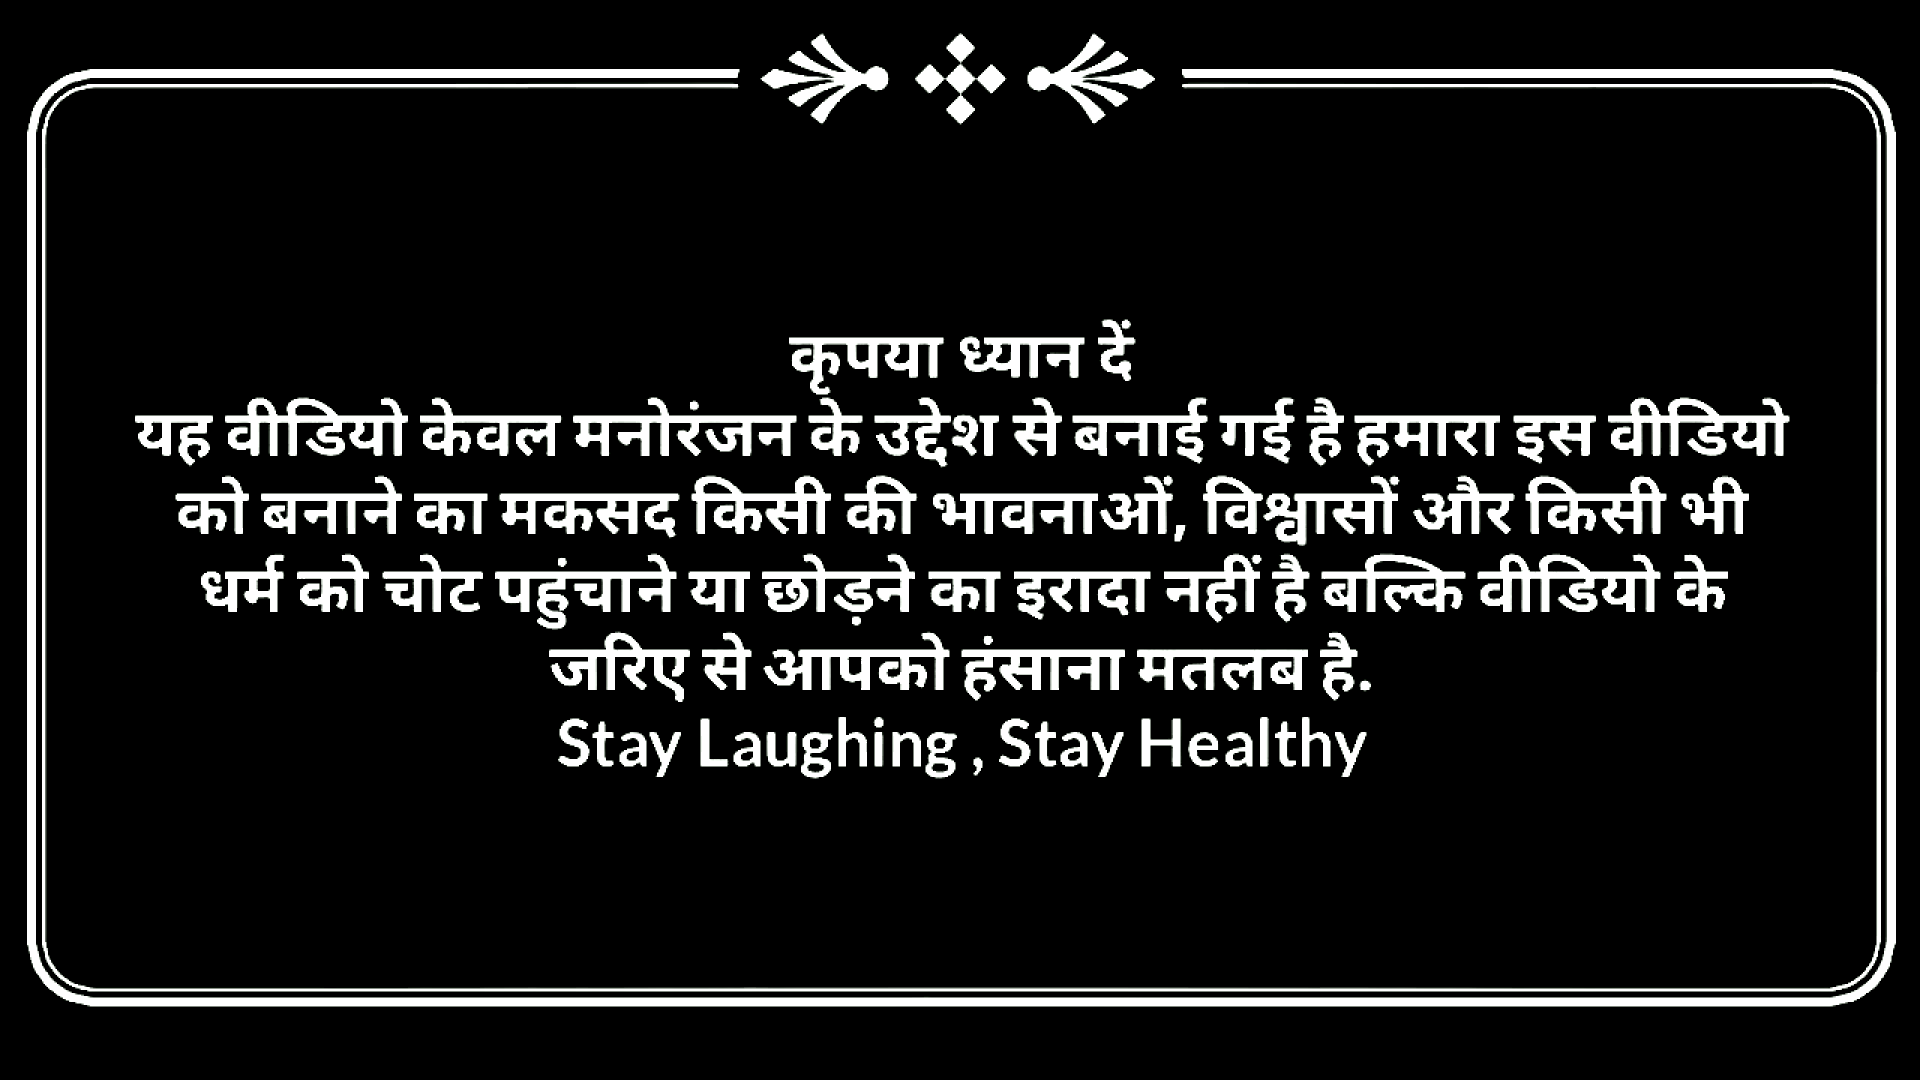 कृपया ध्यान दें
यह वीडियो केवल मनोरंजन के उद्देश से बनाई गई है हमारा इस वीडियो
को बनाने का मकसद किसी की भावनाओं, विश्वासों और किसी भी
धर्म को चोट पहुंचाने या छोड़ने का इरादा नहीं है बल्कि वीडियो के
जरिए से आपको हंसाना मतलब है.
Stay Laughing , Stay Healthy